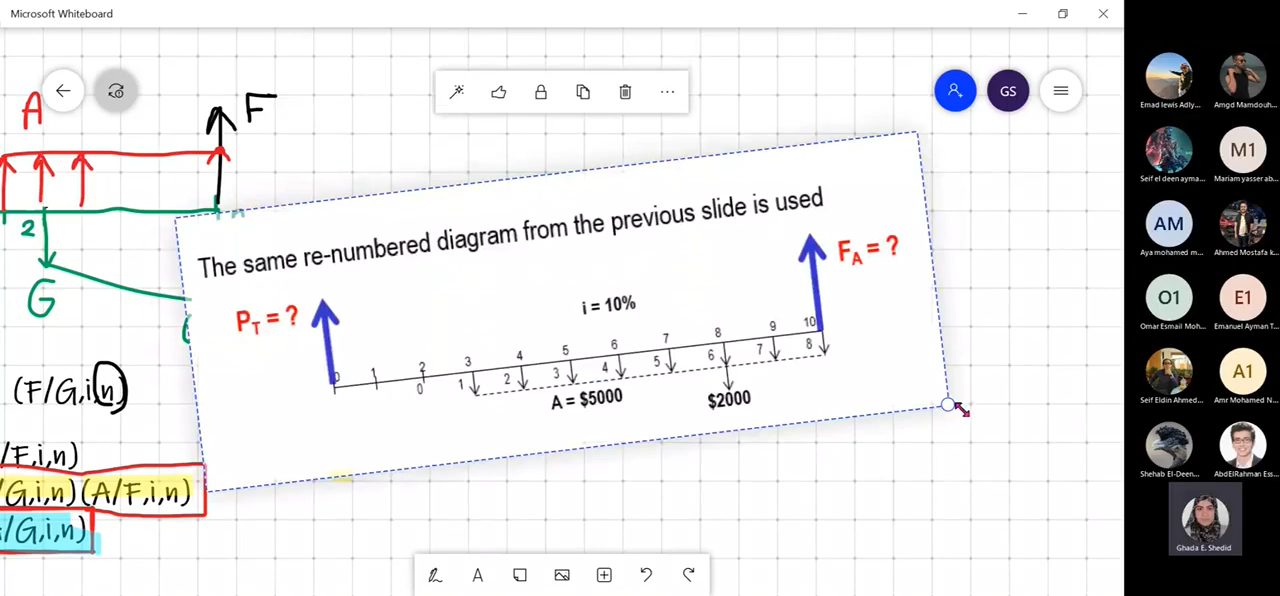 Microsoft Whiteboard
A
F
2
n
G
GS
The same re-numbered diagram from the previous slide is used
PT = ?
FA = ?
i = 10%
0 1 2 3 4 5 6 7 8 9 10
0 1 2 3 4 5 6 7 8
A = $5000
$2000
(F/G,i,n)
/F,i,n)
/G,i,n)(A/F,i,n)
/G,i,n)
A
Emad lewis Adly...
Amgd Mamdouh...
M1
Seif el deen ayma...
Mariam yasser ab...
AM
Aya mohamed m...
Ahmed Mostafa k...
O1
E1
Omar Esmail Moh...
Emanuel Ayman T...
A1
Seif Eldin Ahmed...
Amr Mohamed N...
Shehab El-Deen...
AbdElRahman Ess...
Ghada E. Shedid